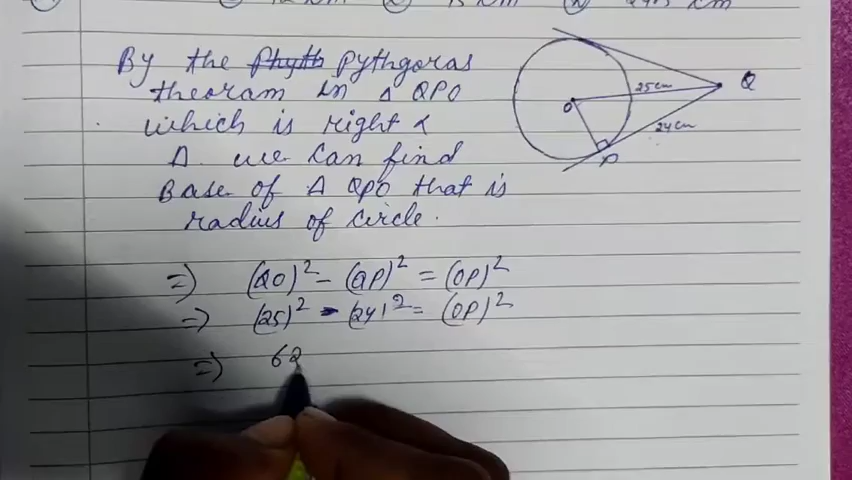 By the pythgoras
theoram in Δ QPO
which is right ∠
Δ. we can find
Base of Δ QPO that is
radius of circle.
=) (QO)² - (QP)² = (OP)²
=) (25)² - (24)² = (OP)²
=) 62
O 25cm Q
24cm
P